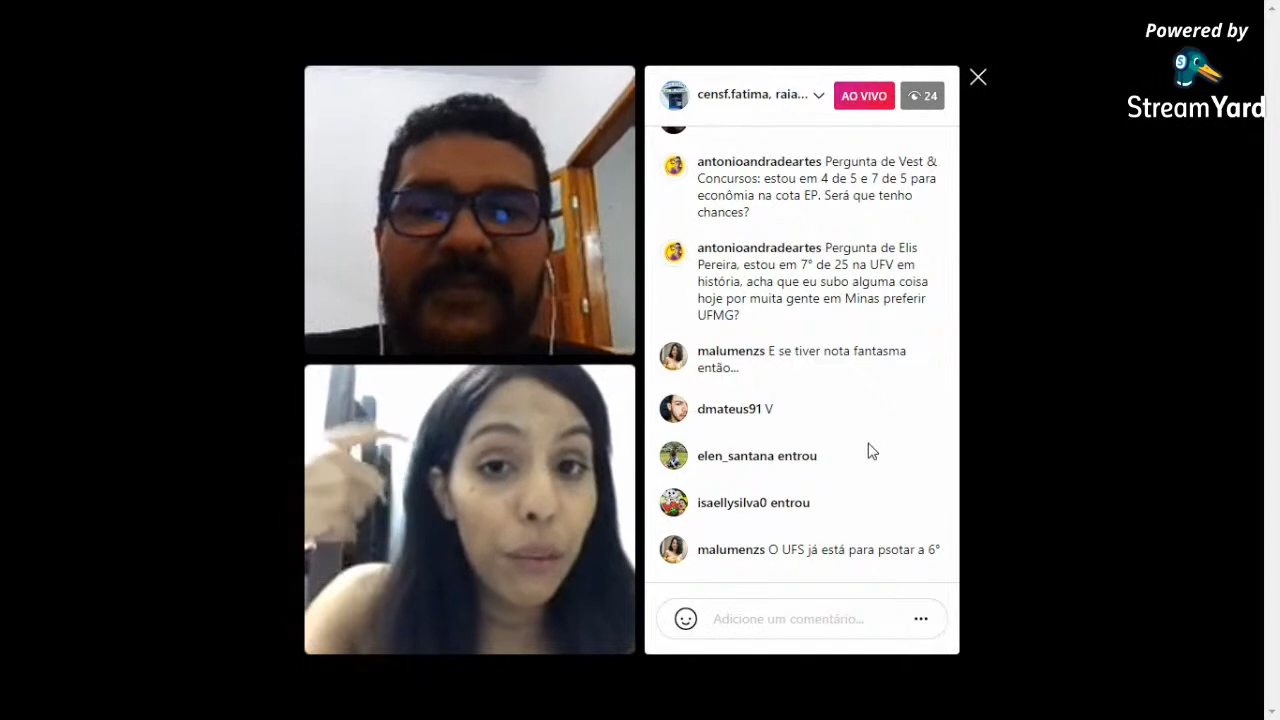 Powered by
StreamYard
censf.fatima, raia...
AO VIVO
24
antonioandradeartes Pergunta de Vest &
Concursos: estou em 4 de 5 e 7 de 5 para
econômia na cota EP. Será que tenho
chances?
antonioandradeartes Pergunta de Elis
Pereira, estou em 7° de 25 na UFV em
história, acha que eu subo alguma coisa
hoje por muita gente em Minas preferir
UFMG?
malumenzs E se tiver nota fantasma
então...
dmateus91 V
elen_santana entrou
isaellysilva0 entrou
malumenzs O UFS já está para psotar a 6°
Adicione um comentário...